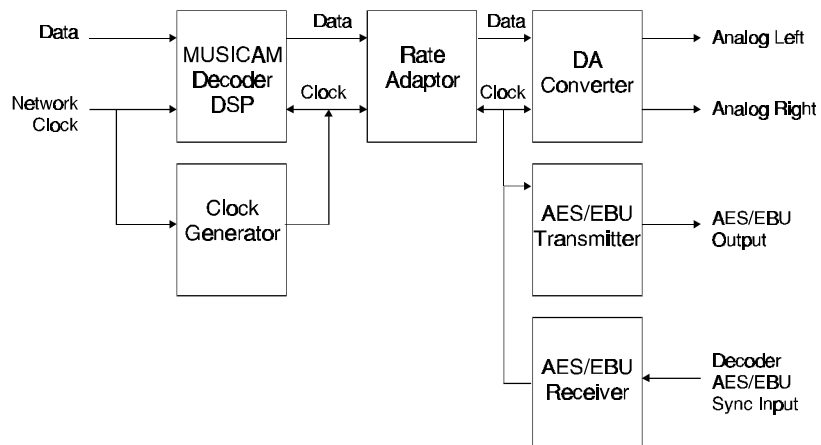 Data
Network
Clock
MUSICAM
Decoder
DSP
Data
Clock
Clock
Generator
Rate
Adaptor
Data
Clock
DA
Converter
Analog Left
Analog Right
AES/EBU
Transmitter
AES/EBU
Output
AES/EBU
Receiver
Decoder
AES/EBU
Sync Input